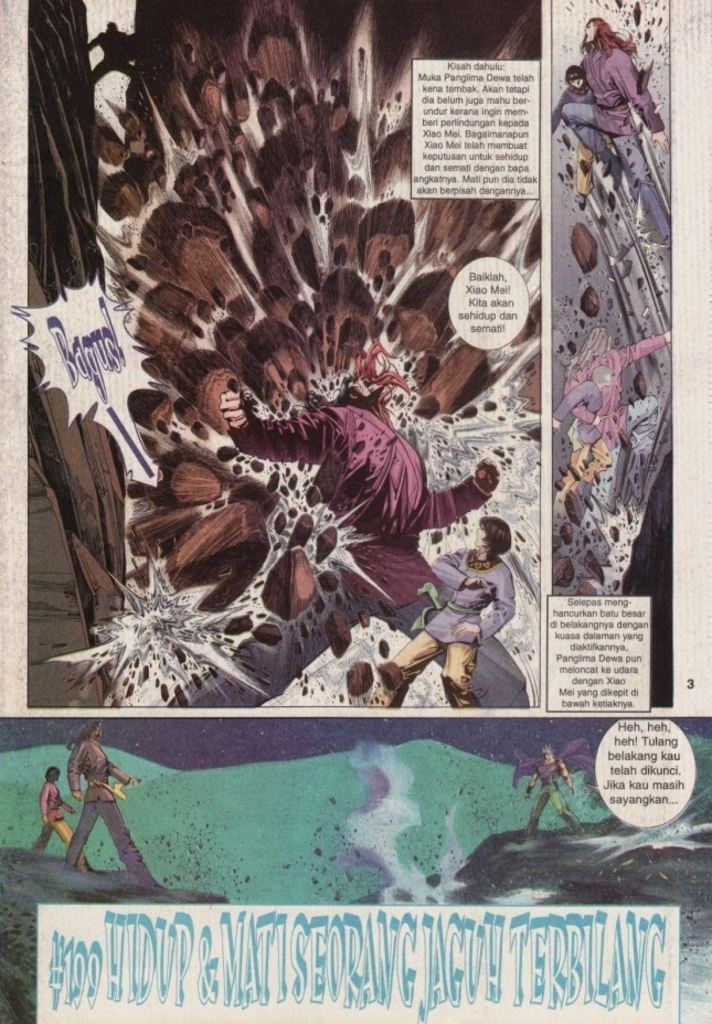 Kisah dahulu:
Muka Panglima Dewa telah
kena tembak. Akan tetapi
dia belum juga mahu ber-
undur kerana ingin mem-
beri perlindungan kepada
Xiao Mei. Bagaimanapun
Xiao Mei telah membuat
keputusan untuk sehidup
dan semati dengan bapa
angkatnya. Mati pun dia tidak
akan berpisah dengannya...
Baiklah,
Xiao Mei!
Kita akan
sehidup dan
semati!
Bagus!
Selepas meng-
hancurkan batu besar
di belakangnya dengan
kuasa dalaman yang
diaktifkannya,
Panglima Dewa pun
meloncat ke udara
dengan Xiao
Mei yang dikepit di
bawah ketiaknya.
3
Heh, heh,
heh! Tulang
belakang kau
telah dikunci.
Jika kau masih
sayangkan...
#199 HIDUP & MATI SEORANG JAGUH TERBILANG